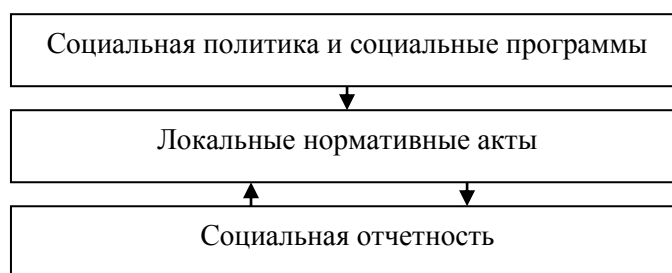 Социальная политика и социальные программы
Локальные нормативные акты
Социальная отчетность